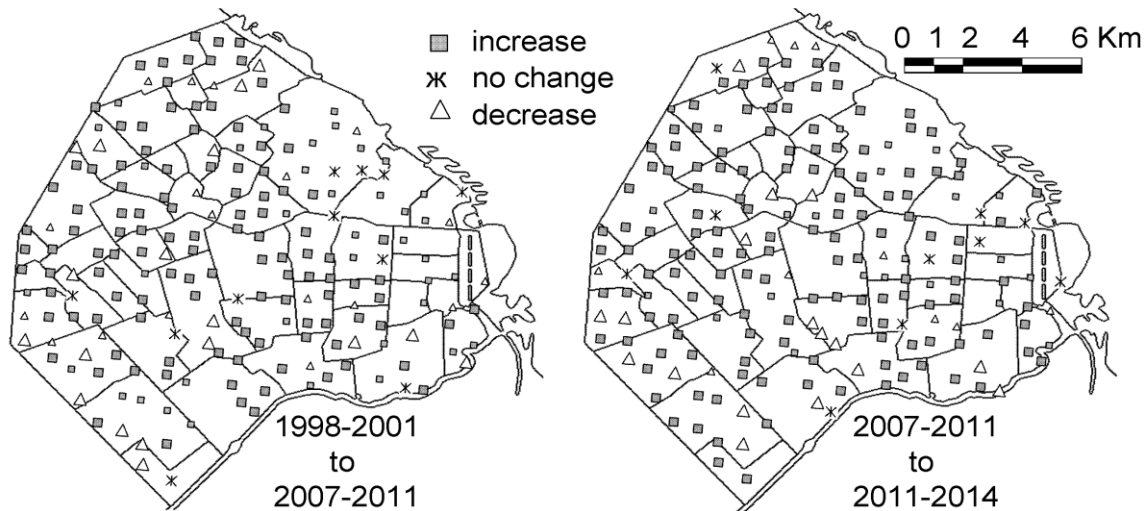 increase
no change
decrease
0 1 2 4 6 Km
1998-2001
to
2007-2011
2007-2011
to
2011-2014